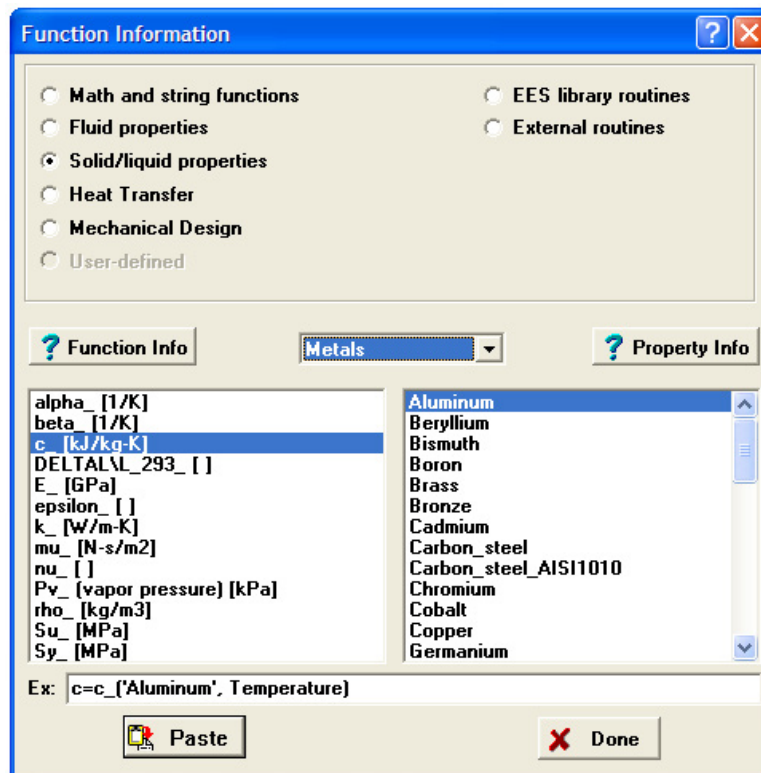 Function Information
Math and string functions
EES library routines
Fluid properties
External routines
Solid/liquid properties
Heat Transfer
Mechanical Design
User-defined
? Function Info
Metals
? Property Info
alpha_ [1/K]
beta_ [1/K]
c_ [kJ/kg-K]
DELTAL\L_293_ [ ]
E_ [GPa]
epsilon_ [ ]
k_ [W/m-K]
mu_ [N-s/m2]
nu_ [ ]
Pv_ (vapor pressure) [kPa]
rho_ [kg/m3]
Su_ [MPa]
Sy_ [MPa]
Aluminum
Beryllium
Bismuth
Boron
Brass
Bronze
Cadmium
Carbon_steel
Carbon_steel_AISI1010
Chromium
Cobalt
Copper
Germanium
Ex: c=c_('Aluminum', Temperature)
Paste
Done